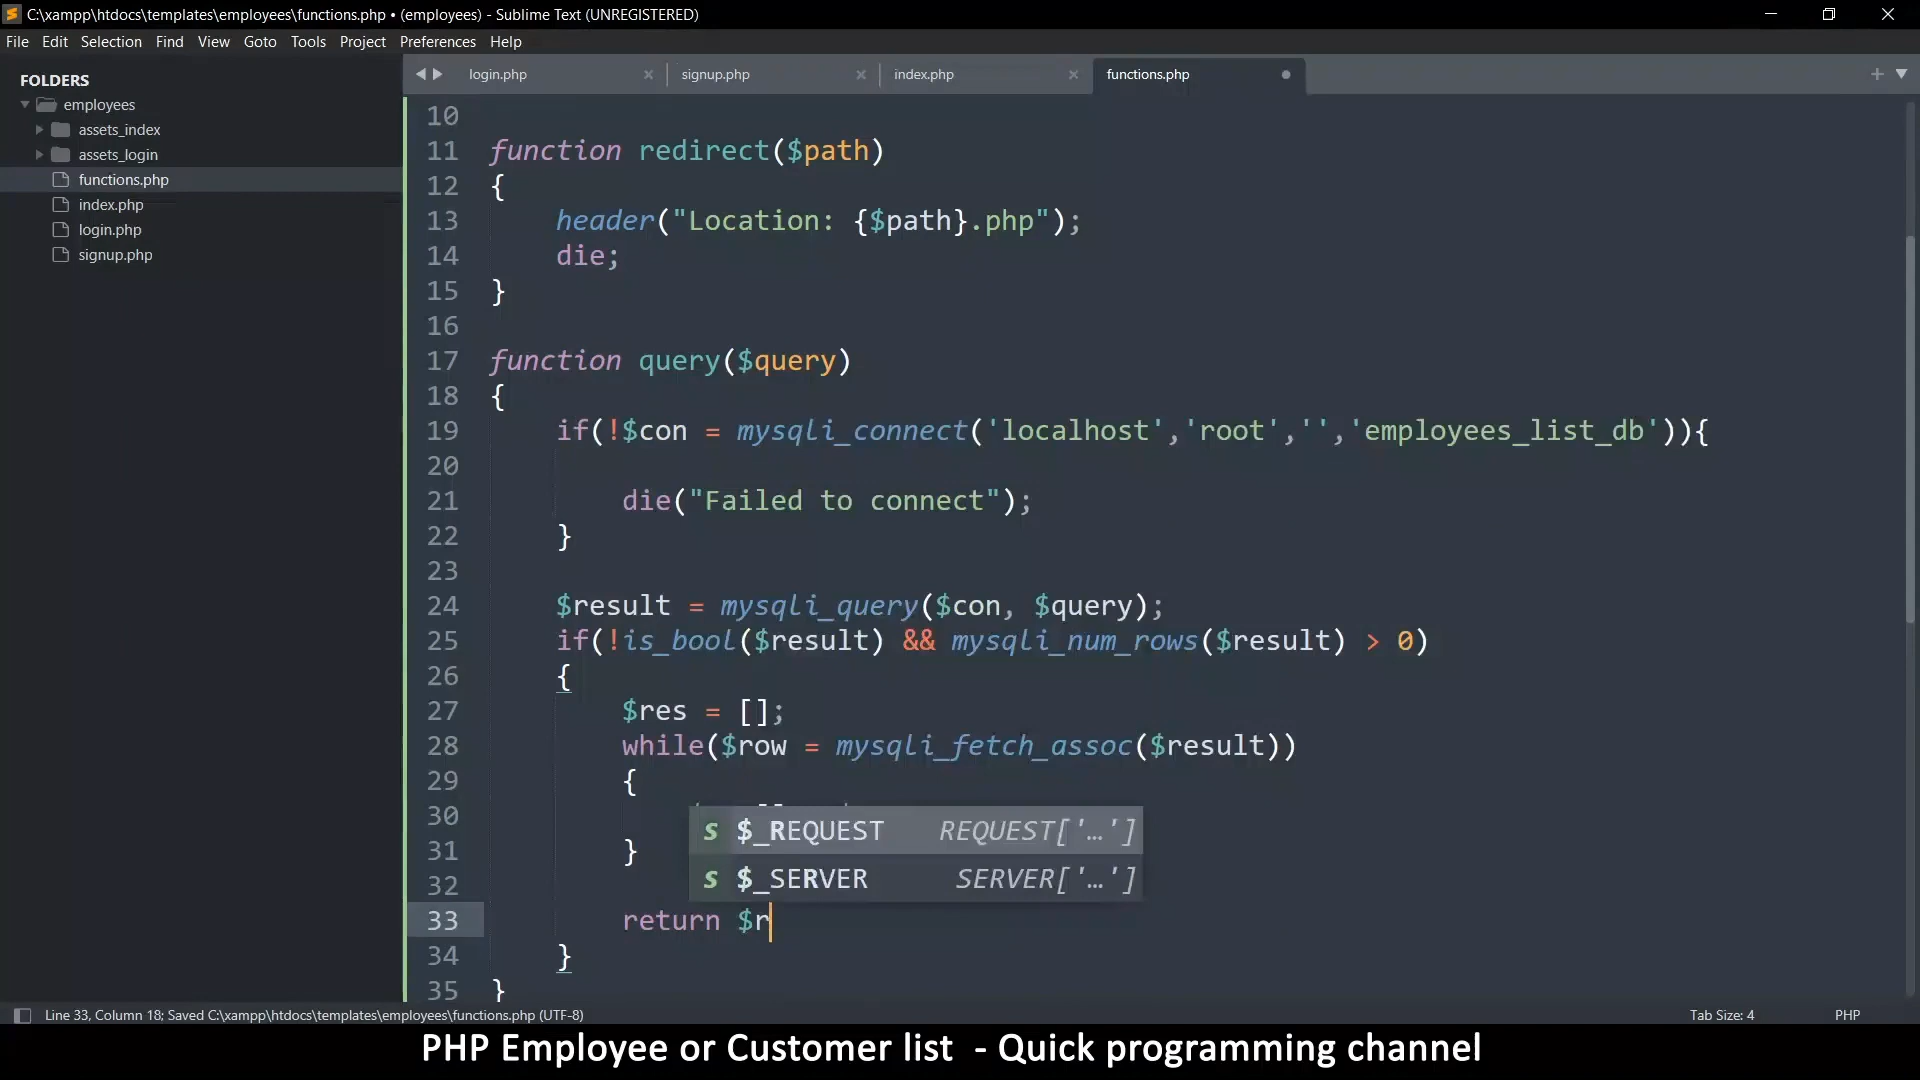 C:\xampp\htdocs\templates\employees\functions.php • (employees) - Sublime Text (UNREGISTERED)
File Edit Selection Find View Goto Tools Project Preferences Help
FOLDERS
employees
assets_index
assets_login
functions.php
index.php
login.php
signup.php
login.php signup.php index.php functions.php
10
11 function redirect($path)
12 {
13 header("Location: {$path}.php");
14 die;
15 }
16
17 function query($query)
18 {
19 if(!$con = mysqli_connect('localhost','root','','employees_list_db')){
20
21 die("Failed to connect");
22 }
23
24 $result = mysqli_query($con, $query);
25 if(!is_bool($result) && mysqli_num_rows($result) > 0)
26 {
27 $res = [];
28 while($row = mysqli_fetch_assoc($result))
29 {
30
s $_REQUEST REQUEST['…']
31 }
s $_SERVER SERVER['…']
32
33 return $r
34 }
35 }
Line 33, Column 18; Saved C:\xampp\htdocs\templates\employees\functions.php (UTF-8) Tab Size: 4 PHP
PHP Employee or Customer list - Quick programming channel